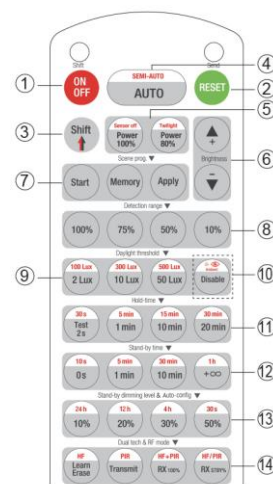 Shift
Send
SEMI-AUTO
④
①
ON
OFF
AUTO
RESET
②
⑤
③
Shift
Sensor off
Power
100%
Twilight
Power
80%
+
Brightness
-
⑥
Scene prog. ▼
⑦
Start
Memory
Apply
Detection range ▼
100%
75%
50%
10%
⑧
Daylight threshold ▼
⑨
100 Lux
2 Lux
300 Lux
10 Lux
500 Lux
50 Lux
Disable
⑩
Hold-time ▼
30s
Test
2s
5 min
1 min
15 min
10 min
30 min
20 min
⑪
Stand-by time ▼
10s
0s
5 min
1 min
30 min
10 min
1h
+∞
⑫
Stand-by dimming level & Auto-config ▼
24h
10%
12h
20%
4h
30%
30s
50%
⑬
Dual tech & RF mode ▼
HF
Learn
Erase
PIR
Transmit
HF+PIR
RX 100%
HF/PIR
RX
⑭